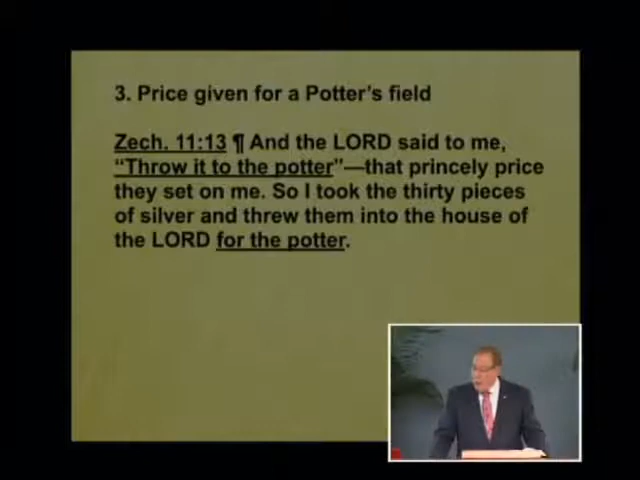 3. Price given for a Potter's field
Zech. 11:13 ¶ And the LORD said to me,
“Throw it to the potter”—that princely price
they set on me. So I took the thirty pieces
of silver and threw them into the house of
the LORD for the potter.